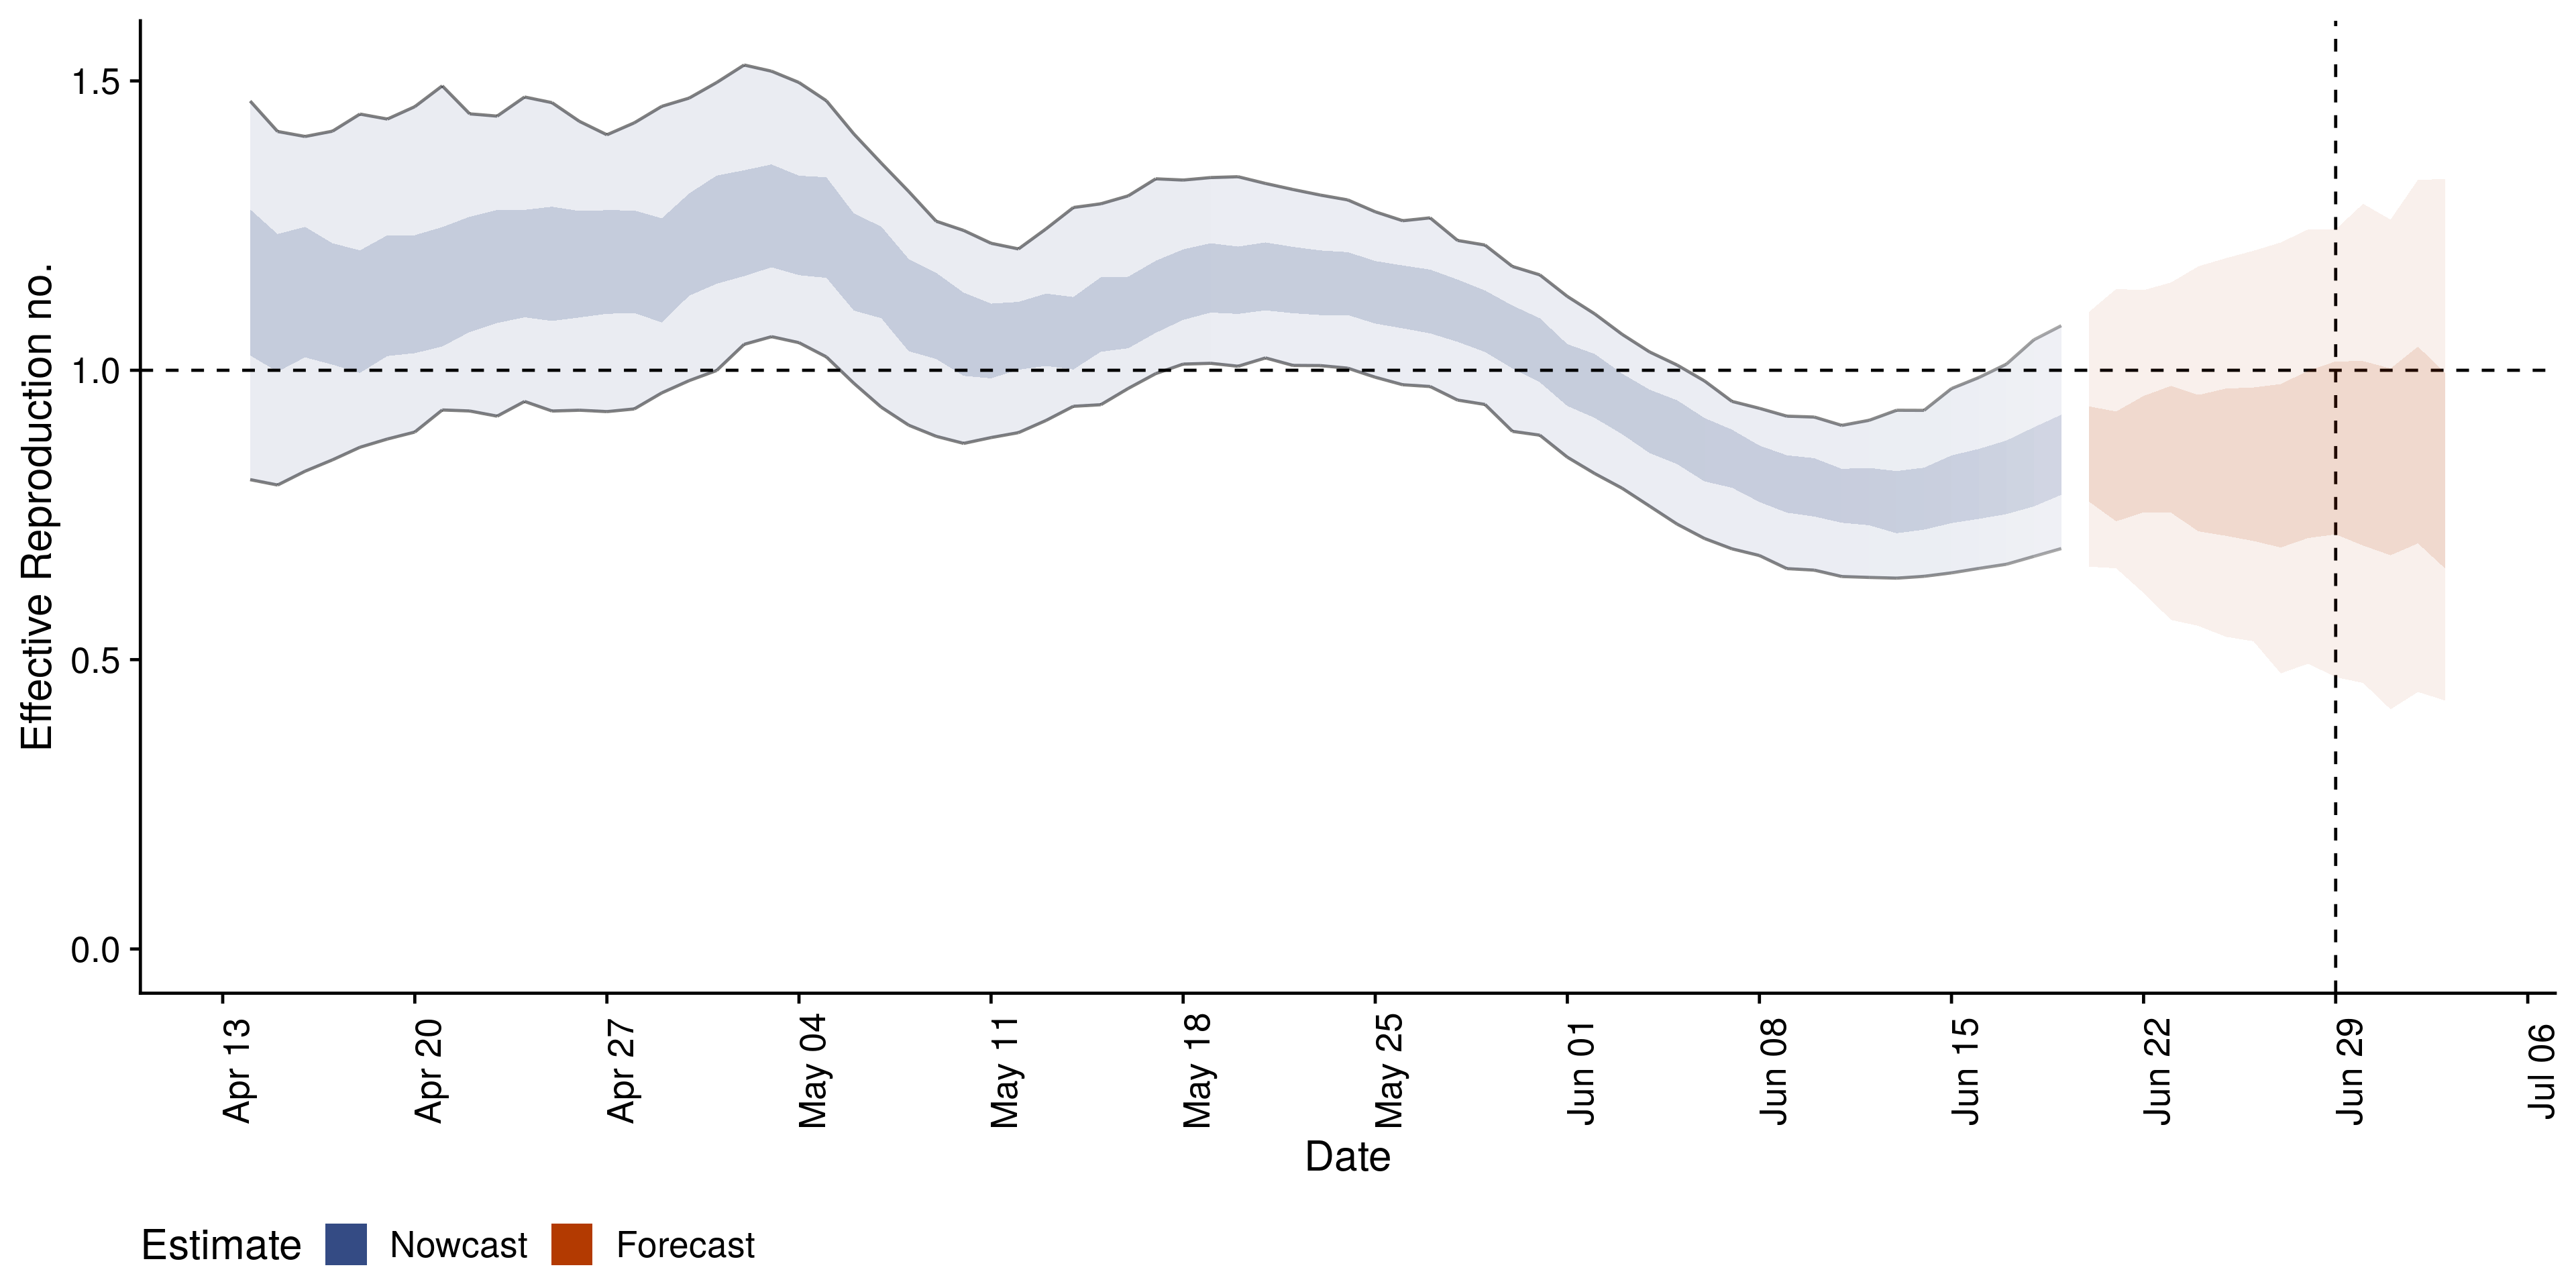 Effective Reproduction no.
1.5
1.0
0.5
0.0
Apr 13
Apr 20
Apr 27
May 04
May 11
May 18
May 25
Jun 01
Jun 08
Jun 15
Jun 22
Jun 29
Jul 06
Date
Estimate Nowcast Forecast